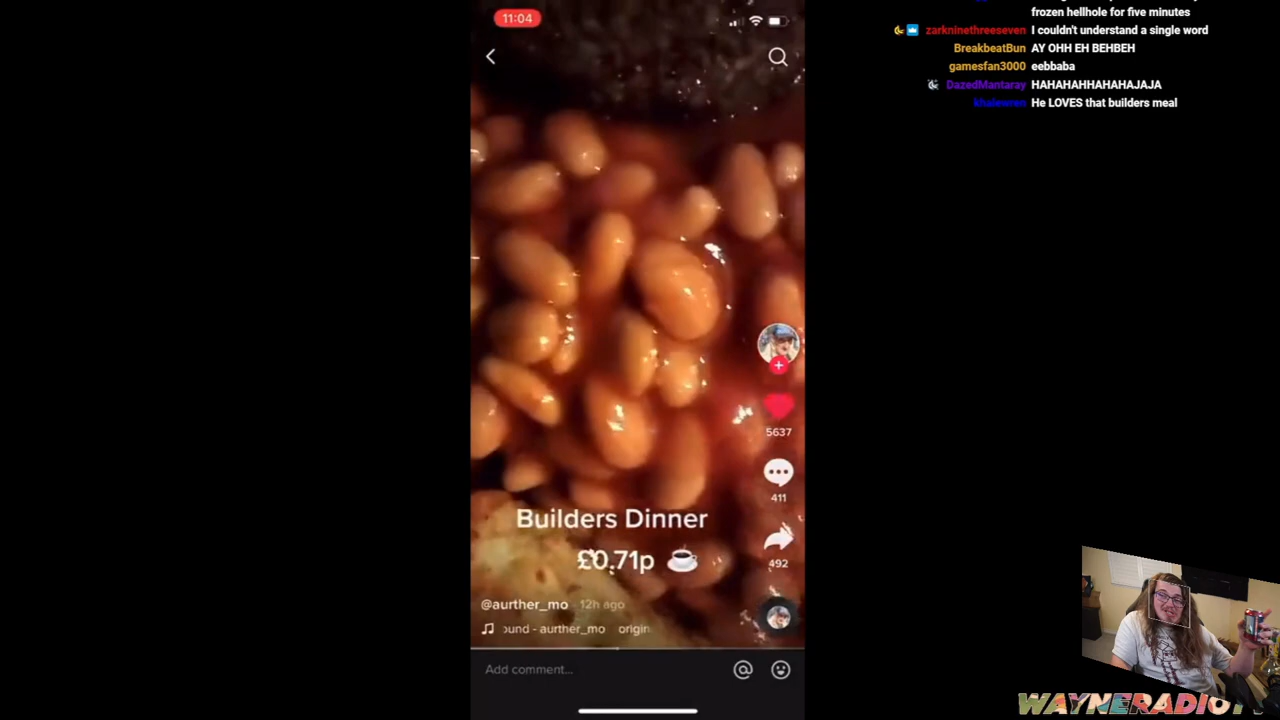 11:04
Builders Dinner
£0.71p
5637
411
492
@aurther_mo · 12h ago
ound - aurther_mo origin
Add comment...
frozen hellhole for five minutes
zarkninethreeseven I couldn't understand a single word
BreakbeatBun AY OHH EH BEHBEH
gamesfan3000 eebbaba
DazedMantaray HAHAHAHHAHAHAJAJA
khalewren He LOVES that builders meal